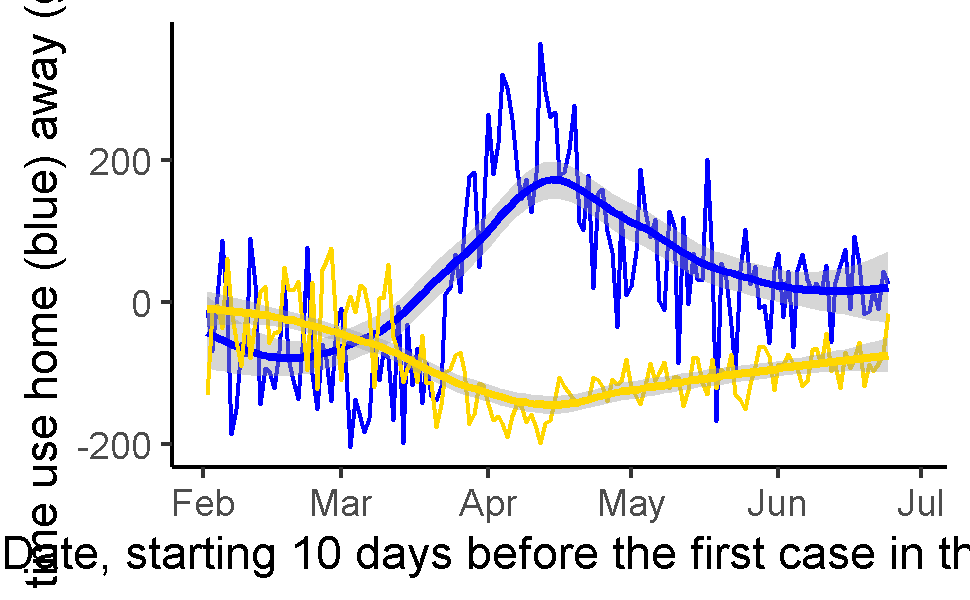 time use home (blue) away (
200
0
-200
Feb Mar Apr May Jun Jul
Date, starting 10 days before the first case in th